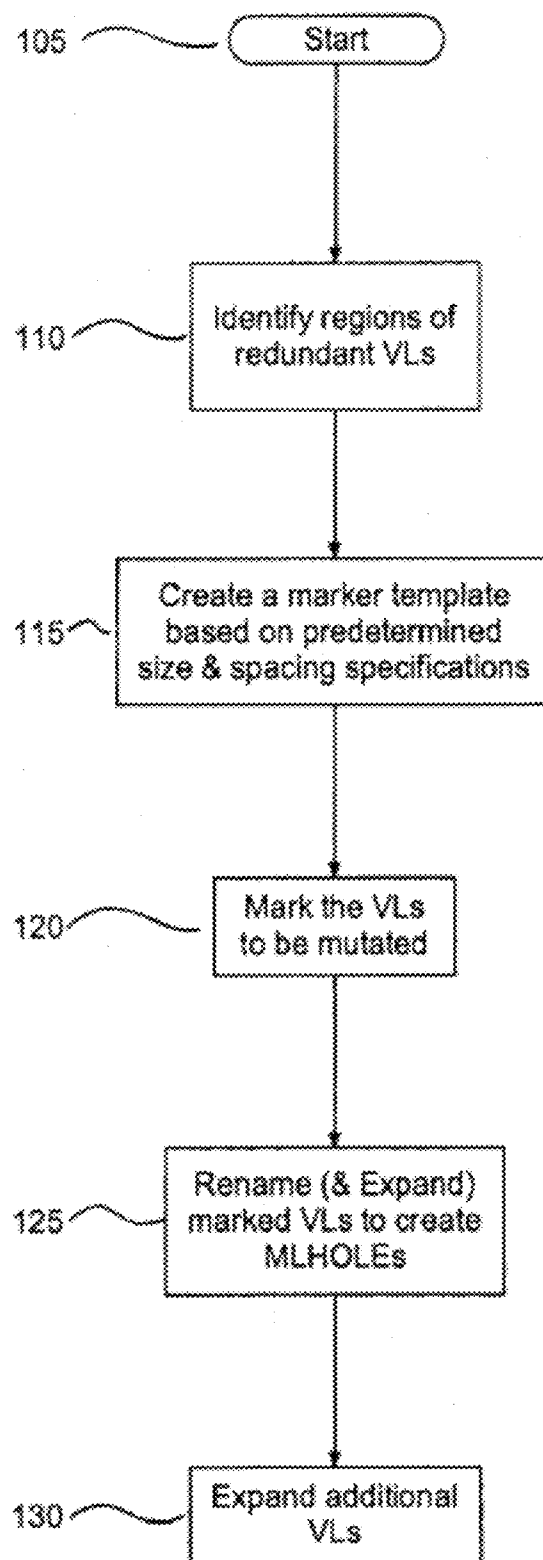 105
Start
110
Identify regions of
redundant VLs
115
Create a marker template
based on predetermined
size & spacing specifications
120
Mark the VLs
to be mutated
125
Rename (& Expand)
marked VLs to create
MLHOLEs
130
Expand additional
VLs